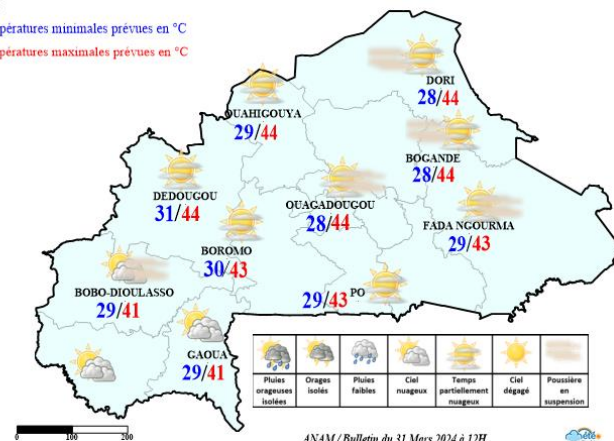 pératures minimales prévues en °C
pératures maximales prévues en °C
DORI
28/44
OUAHIGOUYA
29/44
BOGANDE
28/44
DEDOUGOU
31/44
OUAGADOUGOU
28/44
FADA NGOURMA
29/43
BOROMO
30/43
BOBO-DIOULASSO
29/41
29/43 PO
GAOUA
29/41
Pluies orageuses isolées
Orages isolés
Pluies faibles
Ciel nuageux
Temps partiellement nuageux
Ciel dégagé
Poussière en suspension
0 100 200
ANAM / Bulletin du 31 Mars 2024 à 12H